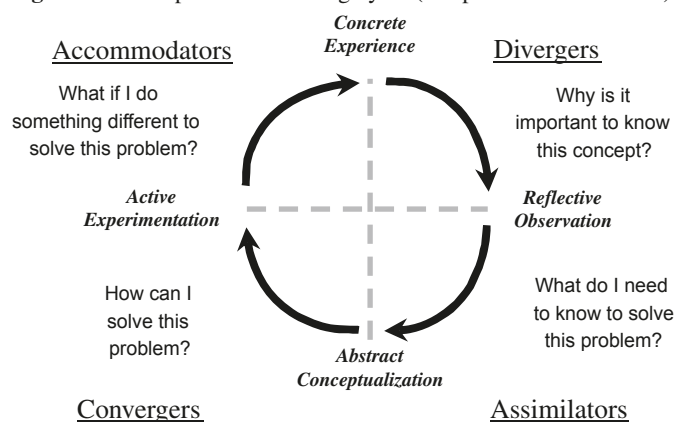 Concrete
Experience
Accommodators
Divergers
What if I do
something different to
solve this problem?
Why is it
important to know
this concept?
Active
Experimentation
Reflective
Observation
How can I
solve this
problem?
What do I need
to know to solve
this problem?
Abstract
Conceptualization
Convergers
Assimilators